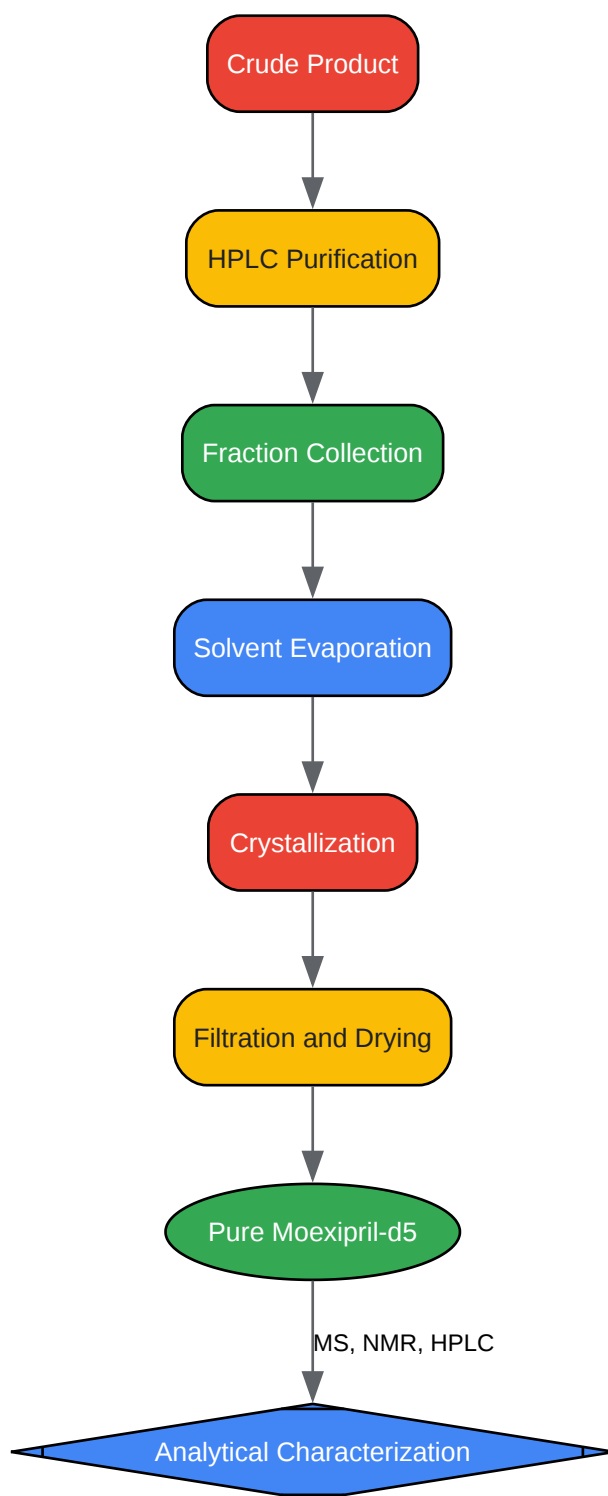 Crude Product
HPLC Purification
Fraction Collection
Solvent Evaporation
Crystallization
Filtration and Drying
Pure Moexipril-d5
MS, NMR, HPLC
Analytical Characterization